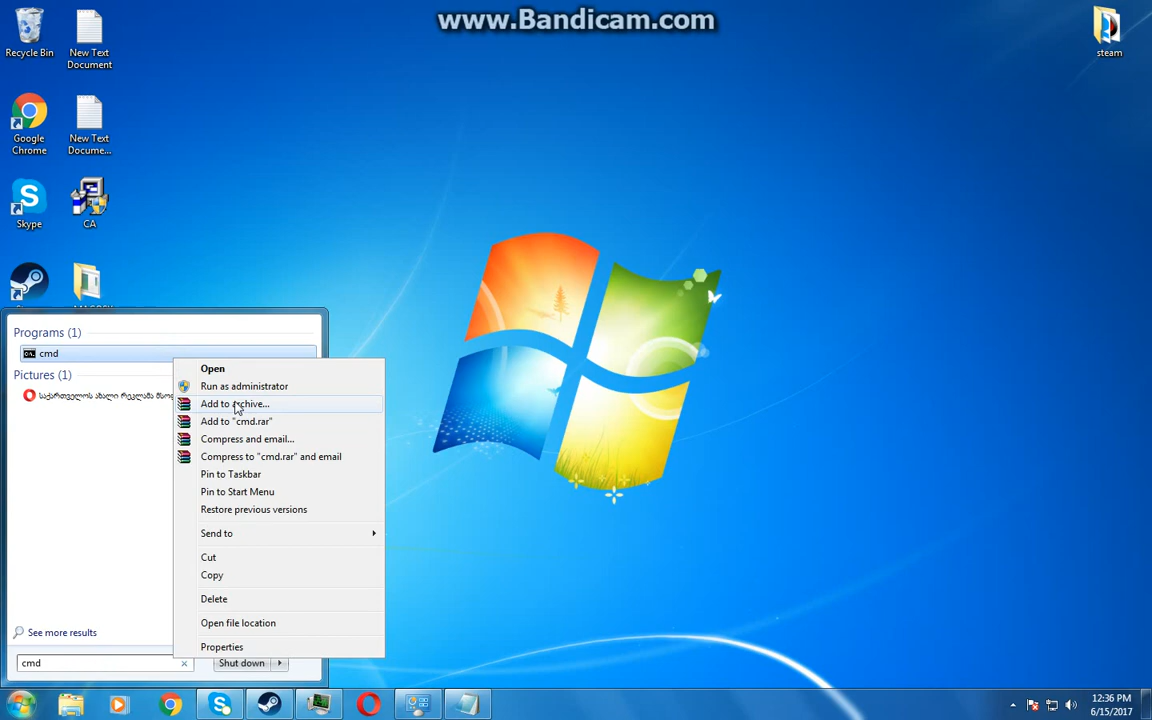 www.Bandicam.com
Recycle Bin
New Text
Document
steam
Google
Chrome
New Text
Docume...
Skype
CA
Programs (1)
cmd
Pictures (1)
საქართველოს ახალი რეკლამა
Open
Run as administrator
Add to archive...
Add to "cmd.rar"
Compress and email...
Compress to "cmd.rar" and email
Pin to Taskbar
Pin to Start Menu
Restore previous versions
Send to
Cut
Copy
Delete
Open file location
Properties
See more results
cmd
Shut down
12:36 PM
6/15/2017